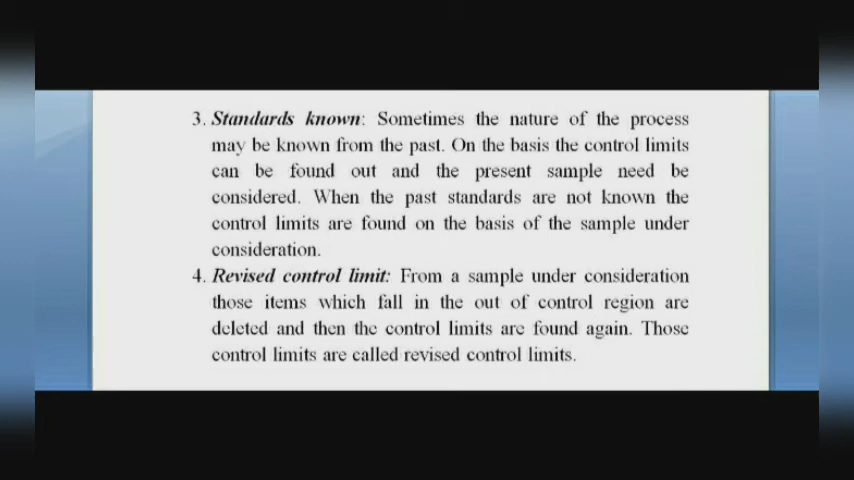 3. Standards known: Sometimes the nature of the process
may be known from the past. On the basis the control limits
can be found out and the present sample need be
considered. When the past standards are not known the
control limits are found on the basis of the sample under
consideration.
4. Revised control limit: From a sample under consideration
those items which fall in the out of control region are
deleted and then the control limits are found again. Those
control limits are called revised control limits.